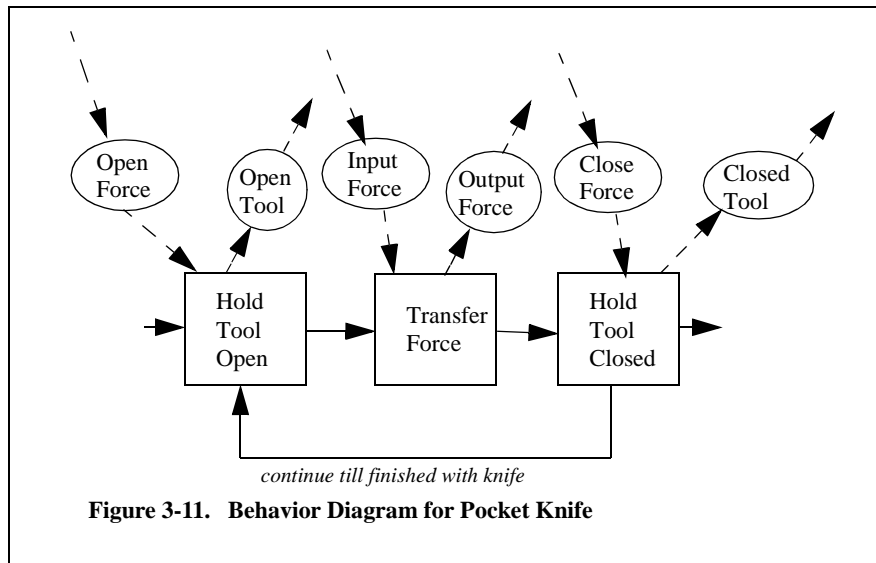 Open
Force
Open
Tool
Input
Force
Output
Force
Close
Force
Closed
Tool
Hold
Tool
Open
Transfer
Force
Hold
Tool
Closed
continue till finished with knife
Figure 3-11. Behavior Diagram for Pocket Knife